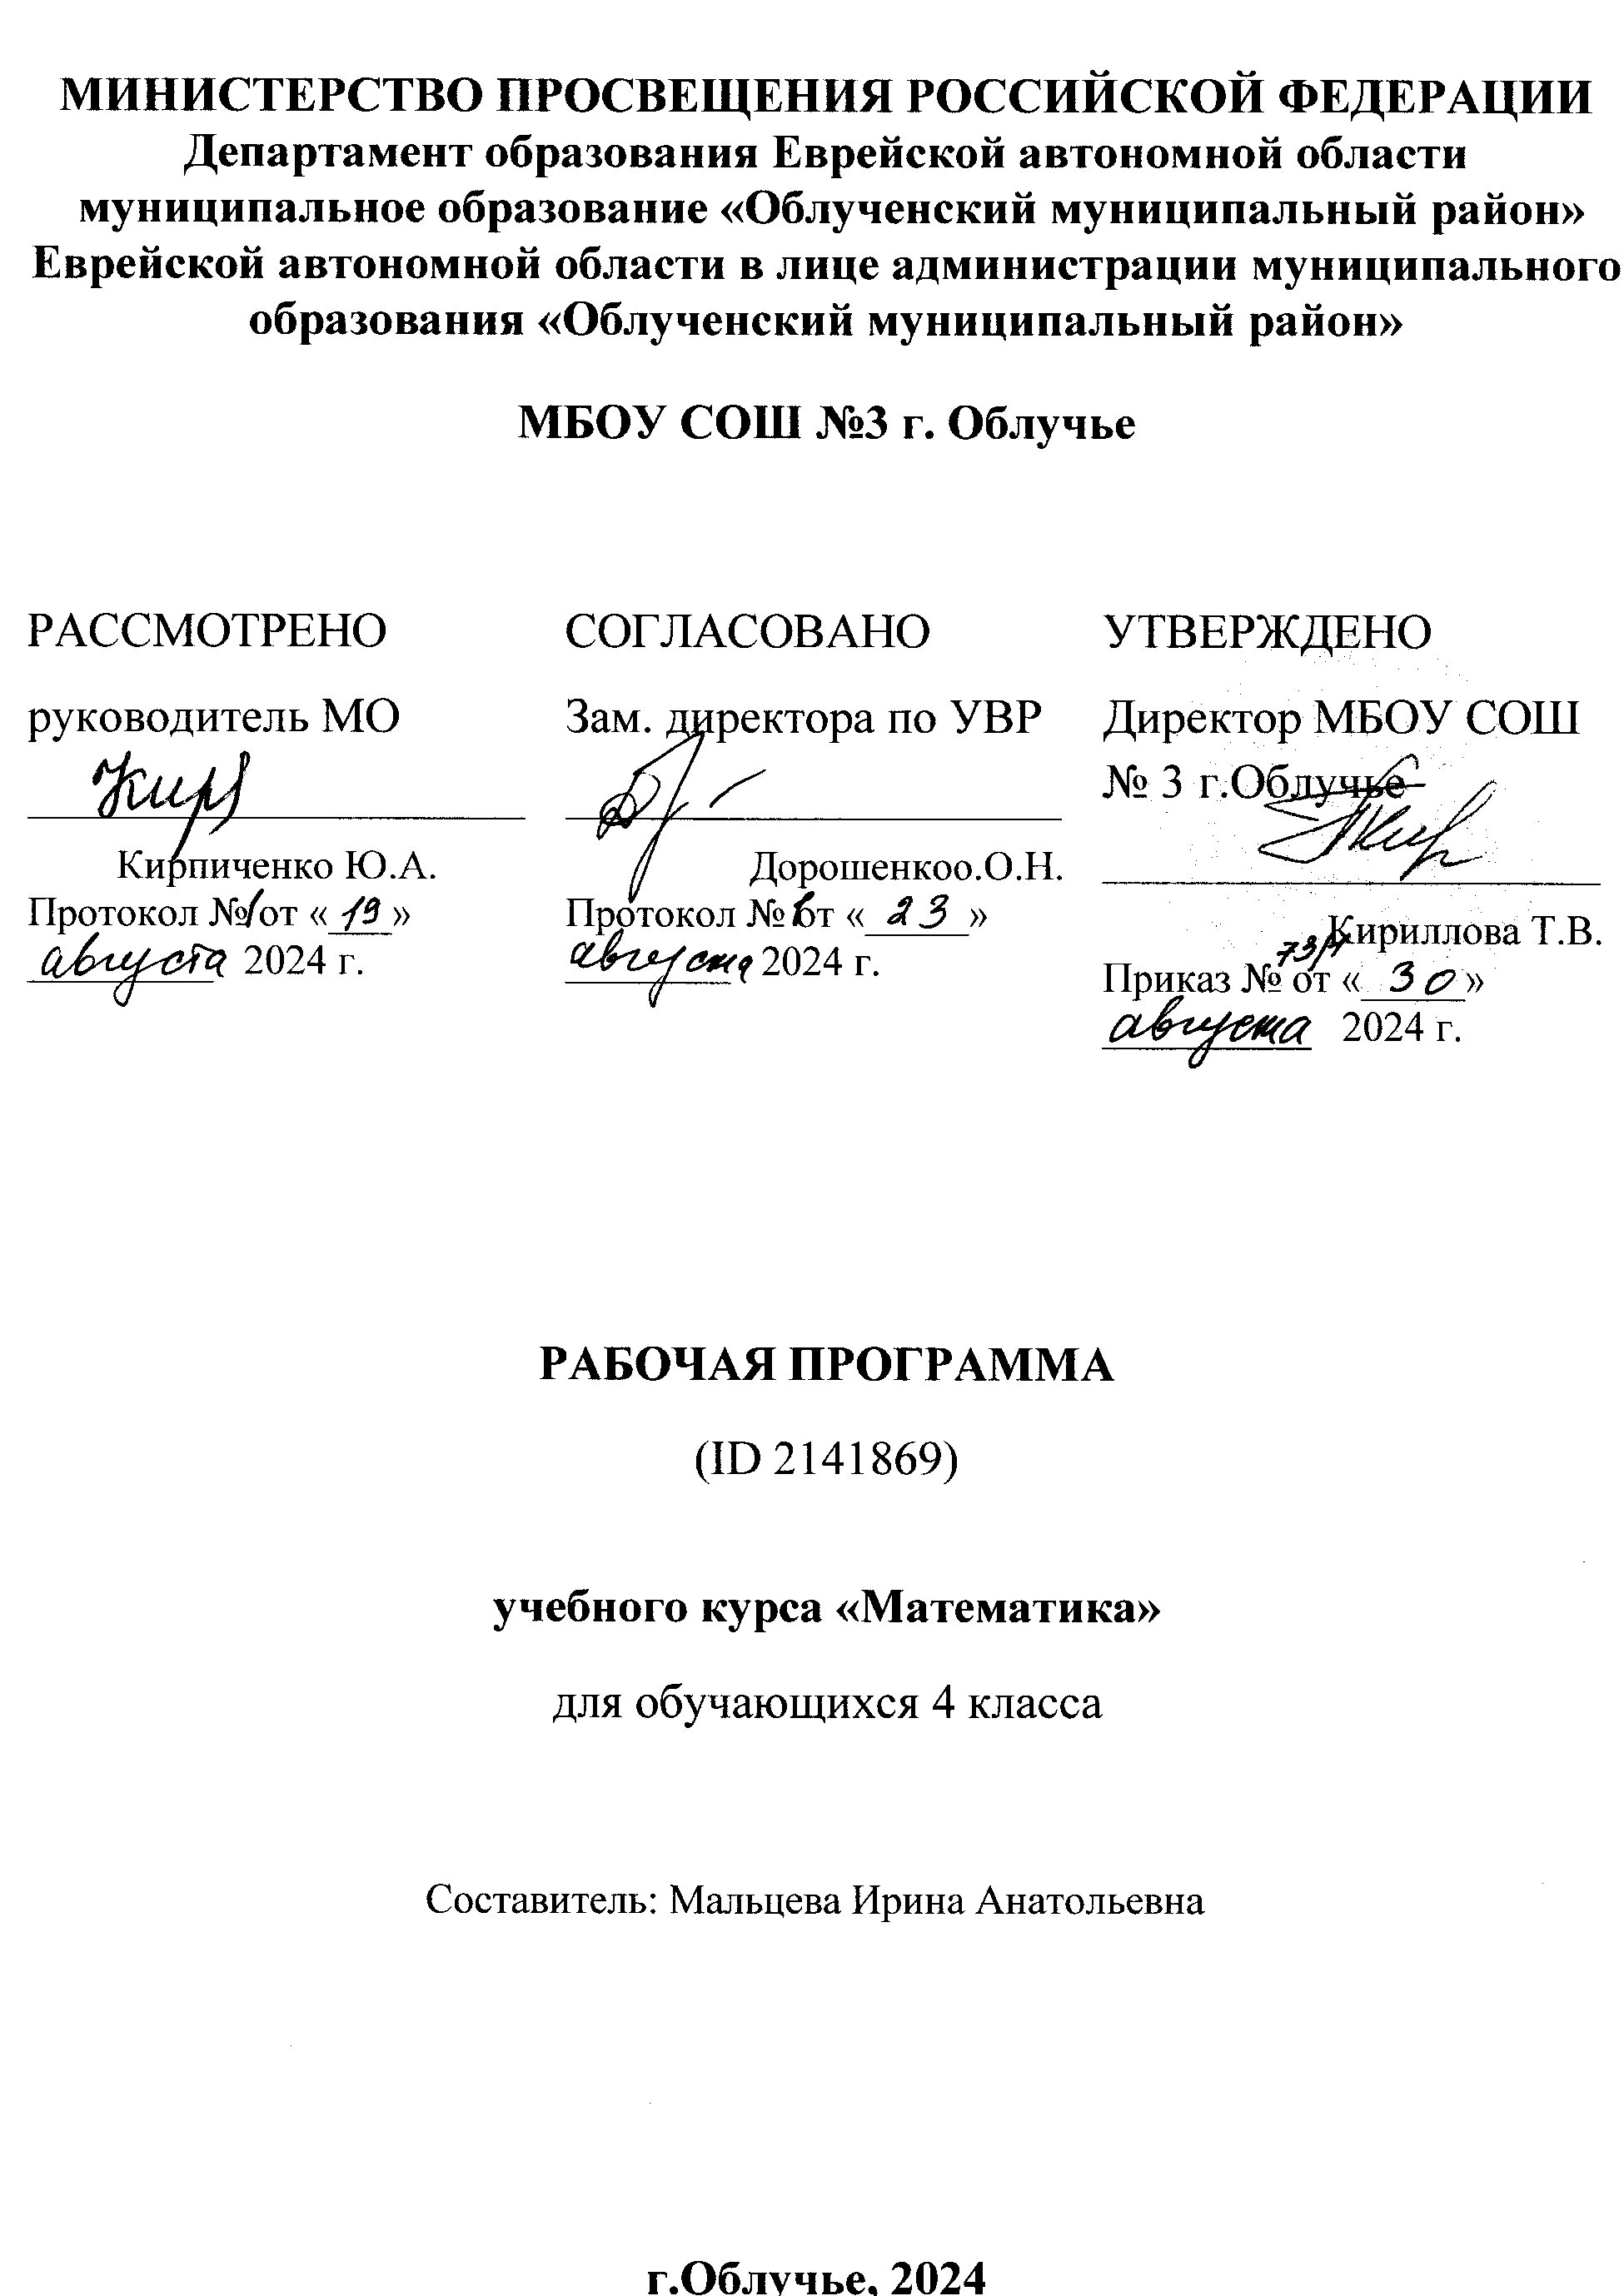 МИНИСТЕРСТВО ПРОСВЕЩЕНИЯ РОССИЙСКОЙ ФЕДЕРАЦИИ
Департамент образования Еврейской автономной области
муниципальное образование «Облученский муниципальный район»
Еврейской автономной области в лице администрации муниципального
образования «Облученский муниципальный район»
МБОУ СОШ №3 г. Облучье
РАССМОТРЕНО
руководитель МО
Кирпиченко Ю.А.
Протокол №1 от «19»
августа 2024 г.
СОГЛАСОВАНО
Зам. директора по УВР
Дорошенкоо.О.Н.
Протокол №1 от «23»
августа 2024 г.
УТВЕРЖДЕНО
Директор МБОУ СОШ
№ 3 г.Облучье
Кириллова Т.В.
Приказ № от «30»
августа 2024 г.
РАБОЧАЯ ПРОГРАММА
(ID 2141869)
учебного курса «Математика»
для обучающихся 4 класса
Составитель: Мальцева Ирина Анатольевна
г.Облучье, 2024